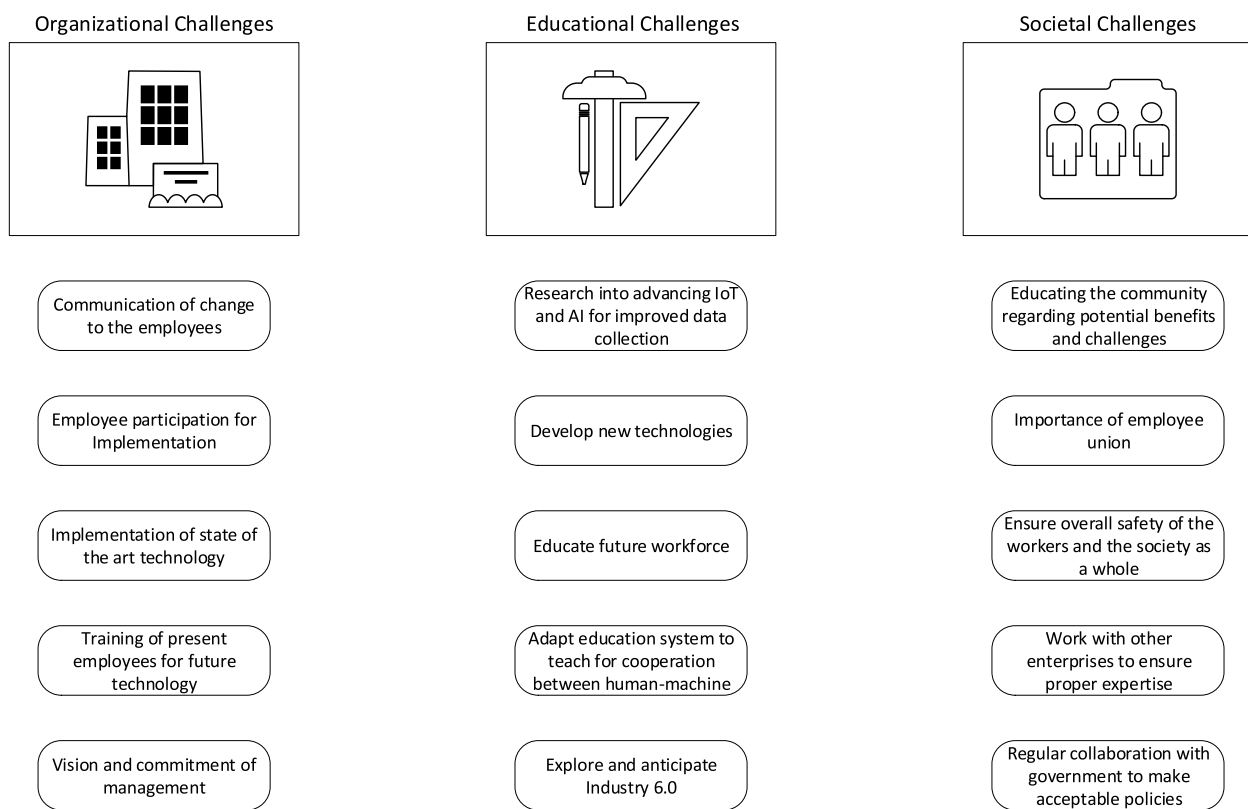 Organizational Challenges
Communication of change
to the employees
Employee participation for
Implementation
Implementation of state of
the art technology
Training of present
employees for future
technology
Vision and commitment of
management
Educational Challenges
Research into advancing IoT
and AI for improved data
collection
Develop new technologies
Educate future workforce
Adapt education system to
teach for cooperation
between human-machine
Explore and anticipate
Industry 6.0
Societal Challenges
Educating the community
regarding potential benefits
and challenges
Importance of employee
union
Ensure overall safety of the
workers and the society as
a whole
Work with other
enterprises to ensure
proper expertise
Regular collaboration with
government to make
acceptable policies